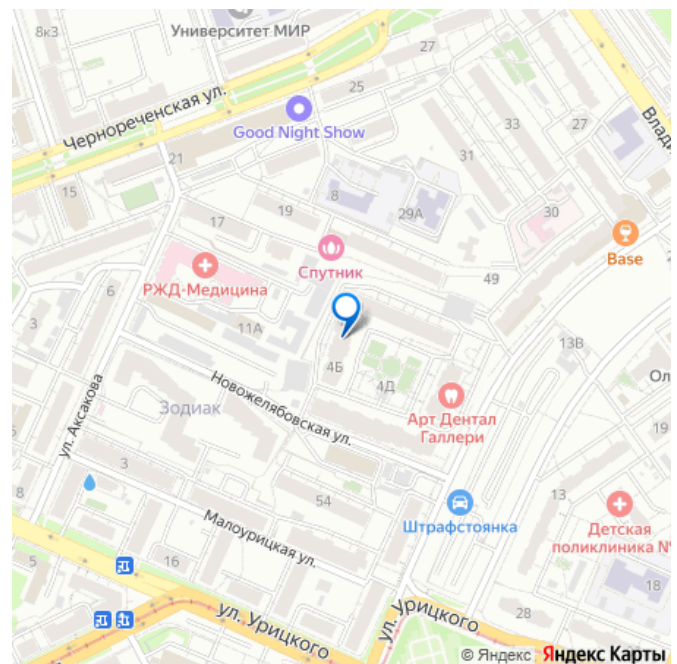 8к3
Университет МИР
27
25
Чернореченская ул.
Good Night Show
33
27
Влади
21
31
15
8
19
17
29А
30
Спутник
Base
РЖД-Медицина
49
6
3
11А
13В
4Б
4Д
Ол
ул. Аксакова
Новожелябовская ул.
Зодиак
Арт Дентал
Галлери
19
3
8
54
13
Штрафстоянка
Малоурицкая ул.
Детская
поликлиника №
5
16
18
ул. Урицкого
ул. Урицкого
28
© Яндекс Яндекс Карты